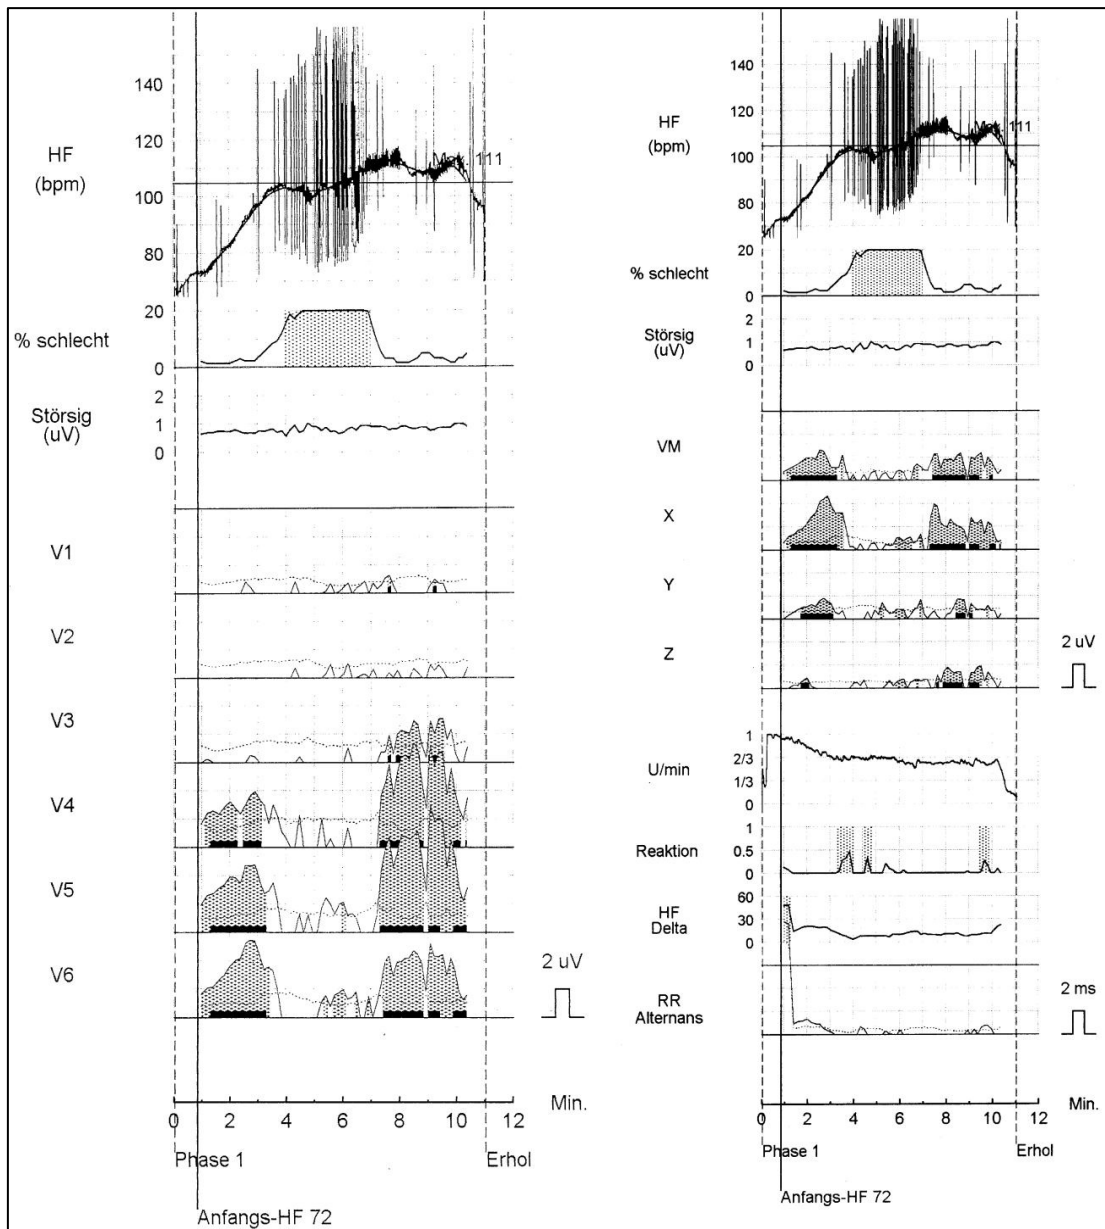 140
120
HF
(bpm)
100
80
111
20
% schlecht
0
2
Störsig
1
(uV)
0
V1
V2
V3
V4
V5
V6
2 uV
0 2 4 6 8 10 12 Min.
Phase 1 Erhol
Anfangs-HF 72
140
120
HF
(bpm)
100
80
111
20
% schlecht
0
2
Störsig
1
(uV)
0
VM
X
Y
Z
2 uV
1
2/3
U/min
1/3
0
1
Reaktion
0.5
0
60
HF
30
Delta
0
RR
Alternans
2 ms
0 2 4 6 8 10 12 Min.
Phase 1 Erhol
Anfangs-HF 72